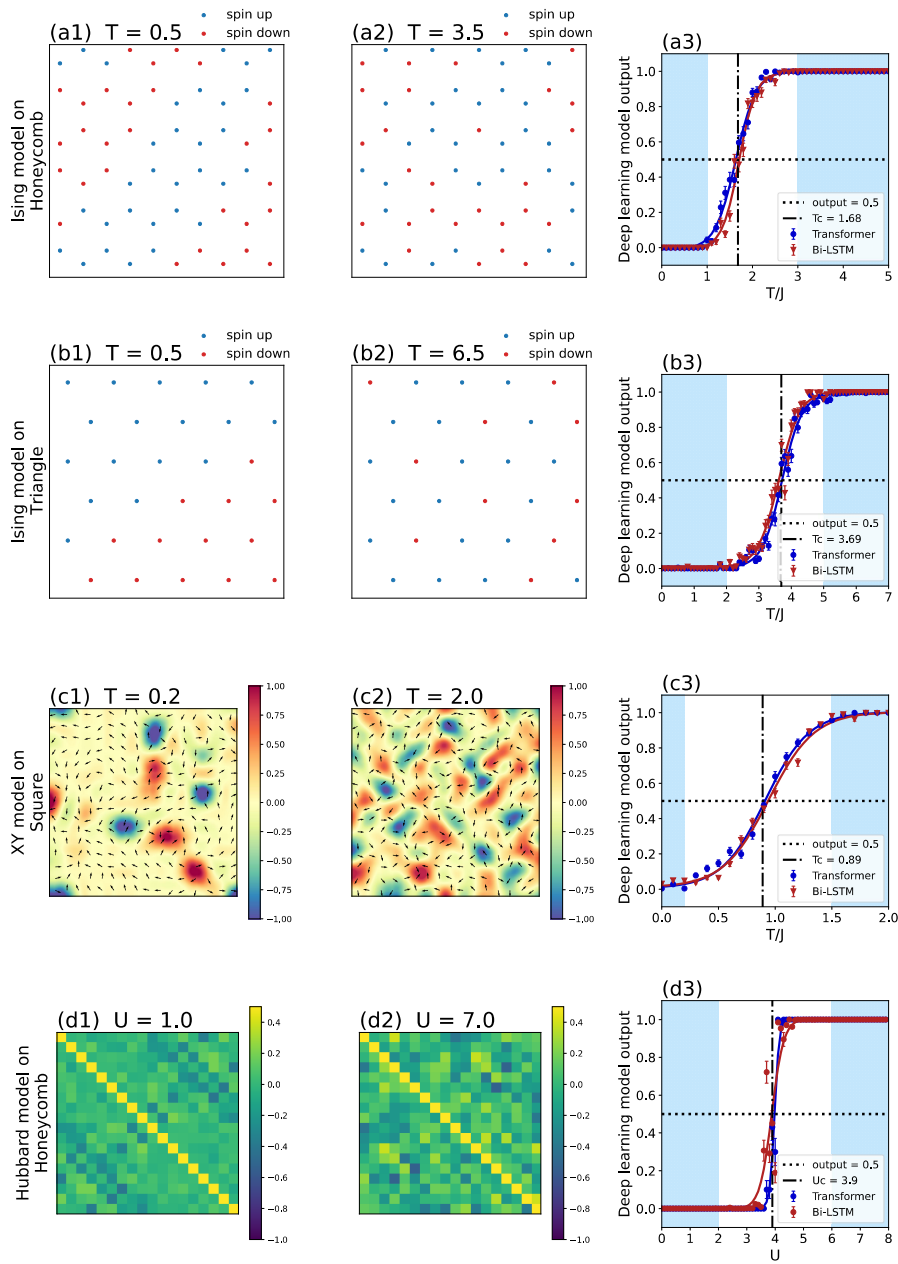 (a1) T = 0.5
spin up
spin down
(a2) T = 3.5
spin up
spin down
(a3)
Ising model on
Honeycomb
Deep learning model output
1.0
0.8
0.6
0.4
0.2
0.0
output = 0.5
Tc = 1.68
Transformer
Bi-LSTM
0 1 2 3 4 5
T/J
(b1) T = 0.5
spin up
spin down
(b2) T = 6.5
spin up
spin down
(b3)
Ising model on
Triangle
Deep learning model output
1.0
0.8
0.6
0.4
0.2
0.0
output = 0.5
Tc = 3.69
Transformer
Bi-LSTM
0 1 2 3 4 5 6 7
T/J
(c1) T = 0.2
1.00
0.75
0.50
0.25
0.00
−0.25
−0.50
−0.75
−1.00
(c2) T = 2.0
1.00
0.75
0.50
0.25
0.00
−0.25
−0.50
−0.75
−1.00
(c3)
XY model on
Square
Deep learning model output
1.0
0.8
0.6
0.4
0.2
0.0
output = 0.5
Tc = 0.89
Transformer
Bi-LSTM
0.0 0.5 1.0 1.5 2.0
T/J
(d1) U = 1.0
0.4
0.2
0.0
−0.2
−0.4
−0.6
−0.8
−1.0
(d2) U = 7.0
0.4
0.2
0.0
−0.2
−0.4
−0.6
−0.8
−1.0
(d3)
Hubbard model on
Honeycomb
Deep learning model output
1.0
0.8
0.6
0.4
0.2
0.0
output = 0.5
Uc = 3.9
Transformer
Bi-LSTM
0 1 2 3 4 5 6 7 8
U